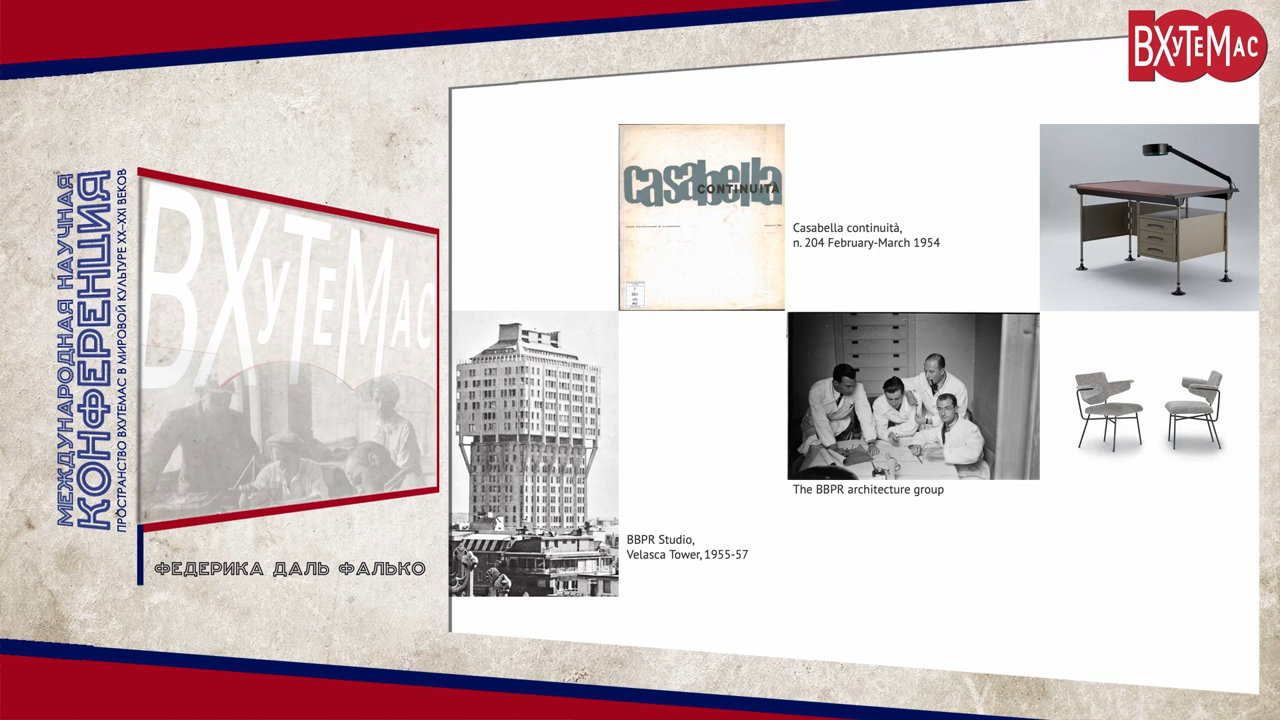 МЕЖДУНАРОДНАЯ НАУЧНАЯ
КОНФЕРЕНЦИЯ
ПРОСТРАНСТВО ВХУТЕМАС В МИРОВОЙ КУЛЬТУРЕ XX–XXI ВЕКОВ
ВХУТЕМАС
ФЕДЕРИКА ДАЛЬ ФАЛЬКО
100
ВХУТЕМАС
casabella
CONTINUITÀ
Casabella continuità,
n. 204 February-March 1954
The BBPR architecture group
BBPR Studio,
Velasca Tower, 1955-57